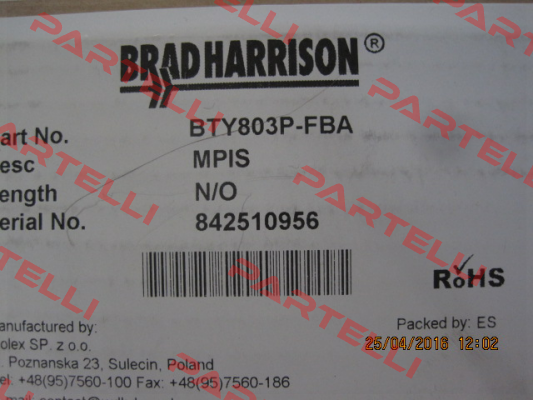 BRAD HARRISON ®
art No. BTY803P-FBA
esc MPIS
ength N/O
erial No. 842510956
RoHS
anufactured by:
olex SP. z o.o.
Poznanska 23, Sulecin, Poland
el: +48(95)7560-100 Fax: +48(95)7560-186
Packed by: ES
25/04/2016 12:02
PARTELLI
PARTELLI
PARTELLI
PARTELLI
PARTELLI